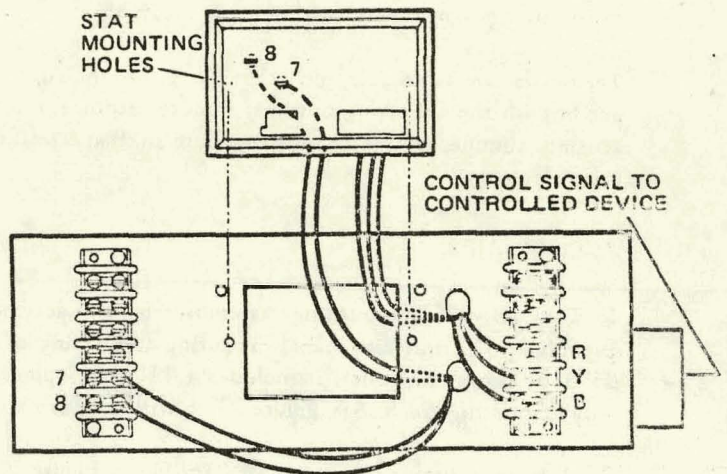 STAT
MOUNTING
HOLES
8
7
CONTROL SIGNAL TO
CONTROLLED DEVICE
7
8
R
Y